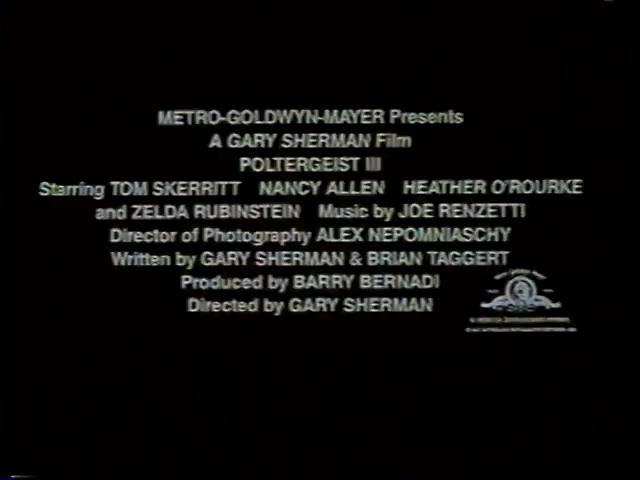 METRO-GOLDWYN-MAYER Presents
A GARY SHERMAN Film
POLTERGEIST III
Starring TOM SKERRITT NANCY ALLEN HEATHER O'ROURKE
and ZELDA RUBINSTEIN Music by JOE RENZETTI
Director of Photography ALEX NEPOMNIASCHY
Written by GARY SHERMAN & BRIAN TAGGERT
Produced by BARRY BERNADI
Directed by GARY SHERMAN